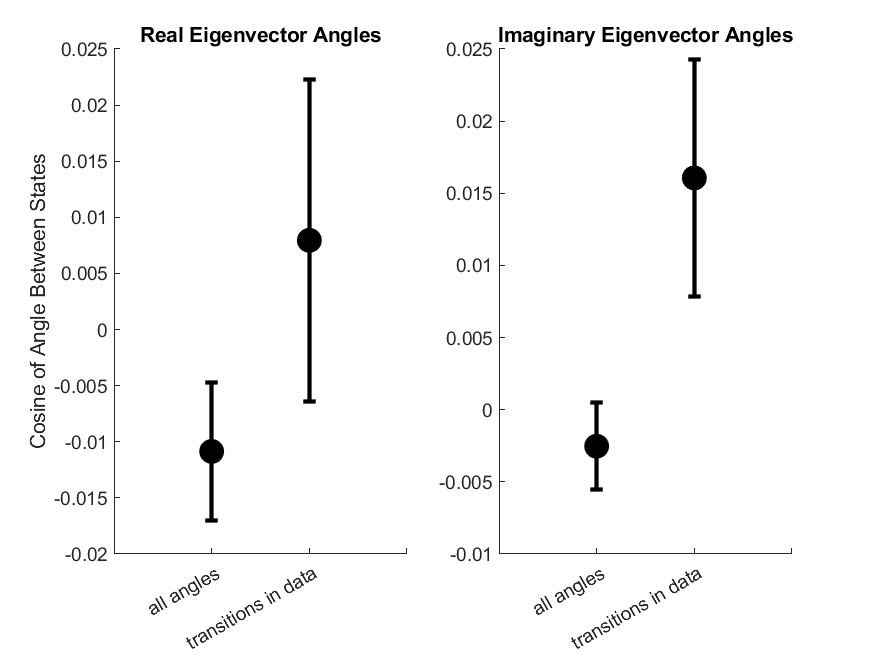 Real Eigenvector Angles
Imaginary Eigenvector Angles
Cosine of Angle Between States
0.025
0.02
0.015
0.01
0.005
0
-0.005
-0.01
-0.015
-0.02
all angles
transitions in data
0.025
0.02
0.015
0.01
0.005
0
-0.005
-0.01
all angles
transitions in data